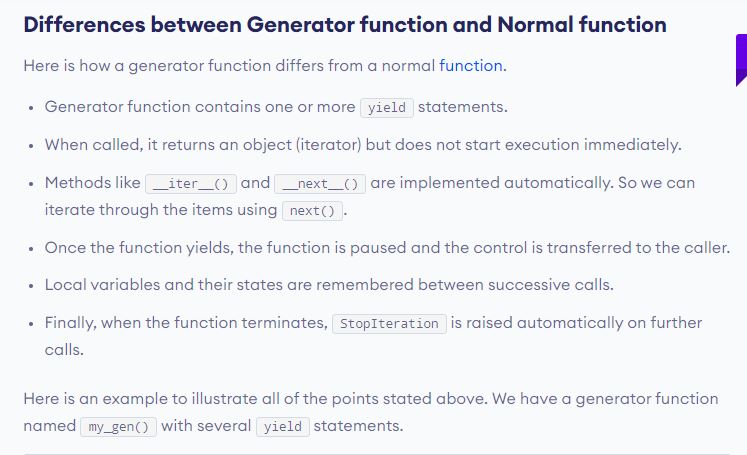 Differences between Generator function and Normal function
Here is how a generator function differs from a normal function.
• Generator function contains one or more yield statements.
• When called, it returns an object (iterator) but does not start execution immediately.
• Methods like __iter__() and __next__() are implemented automatically. So we can
iterate through the items using next().
• Once the function yields, the function is paused and the control is transferred to the caller.
• Local variables and their states are remembered between successive calls.
• Finally, when the function terminates, StopIteration is raised automatically on further
calls.
Here is an example to illustrate all of the points stated above. We have a generator function
named my_gen() with several yield statements.